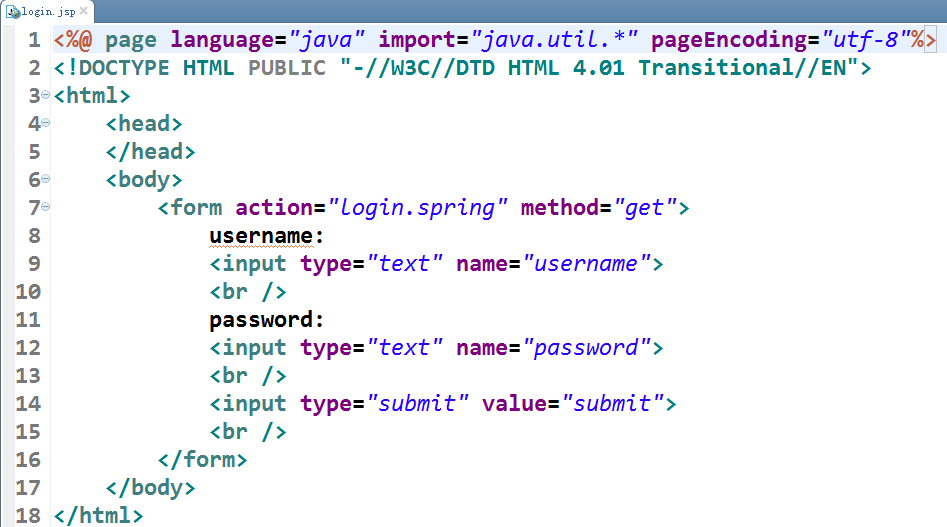 login.jsp
1 <%@ page language="java" import="java.util.*" pageEncoding="utf-8"%>
2 <!DOCTYPE HTML PUBLIC "-//W3C//DTD HTML 4.01 Transitional//EN">
3 <html>
4     <head>
5     </head>
6     <body>
7         <form action="login.spring" method="get">
8             username:
9             <input type="text" name="username">
10             <br />
11             password:
12             <input type="text" name="password">
13             <br />
14             <input type="submit" value="submit">
15             <br />
16         </form>
17     </body>
18 </html>